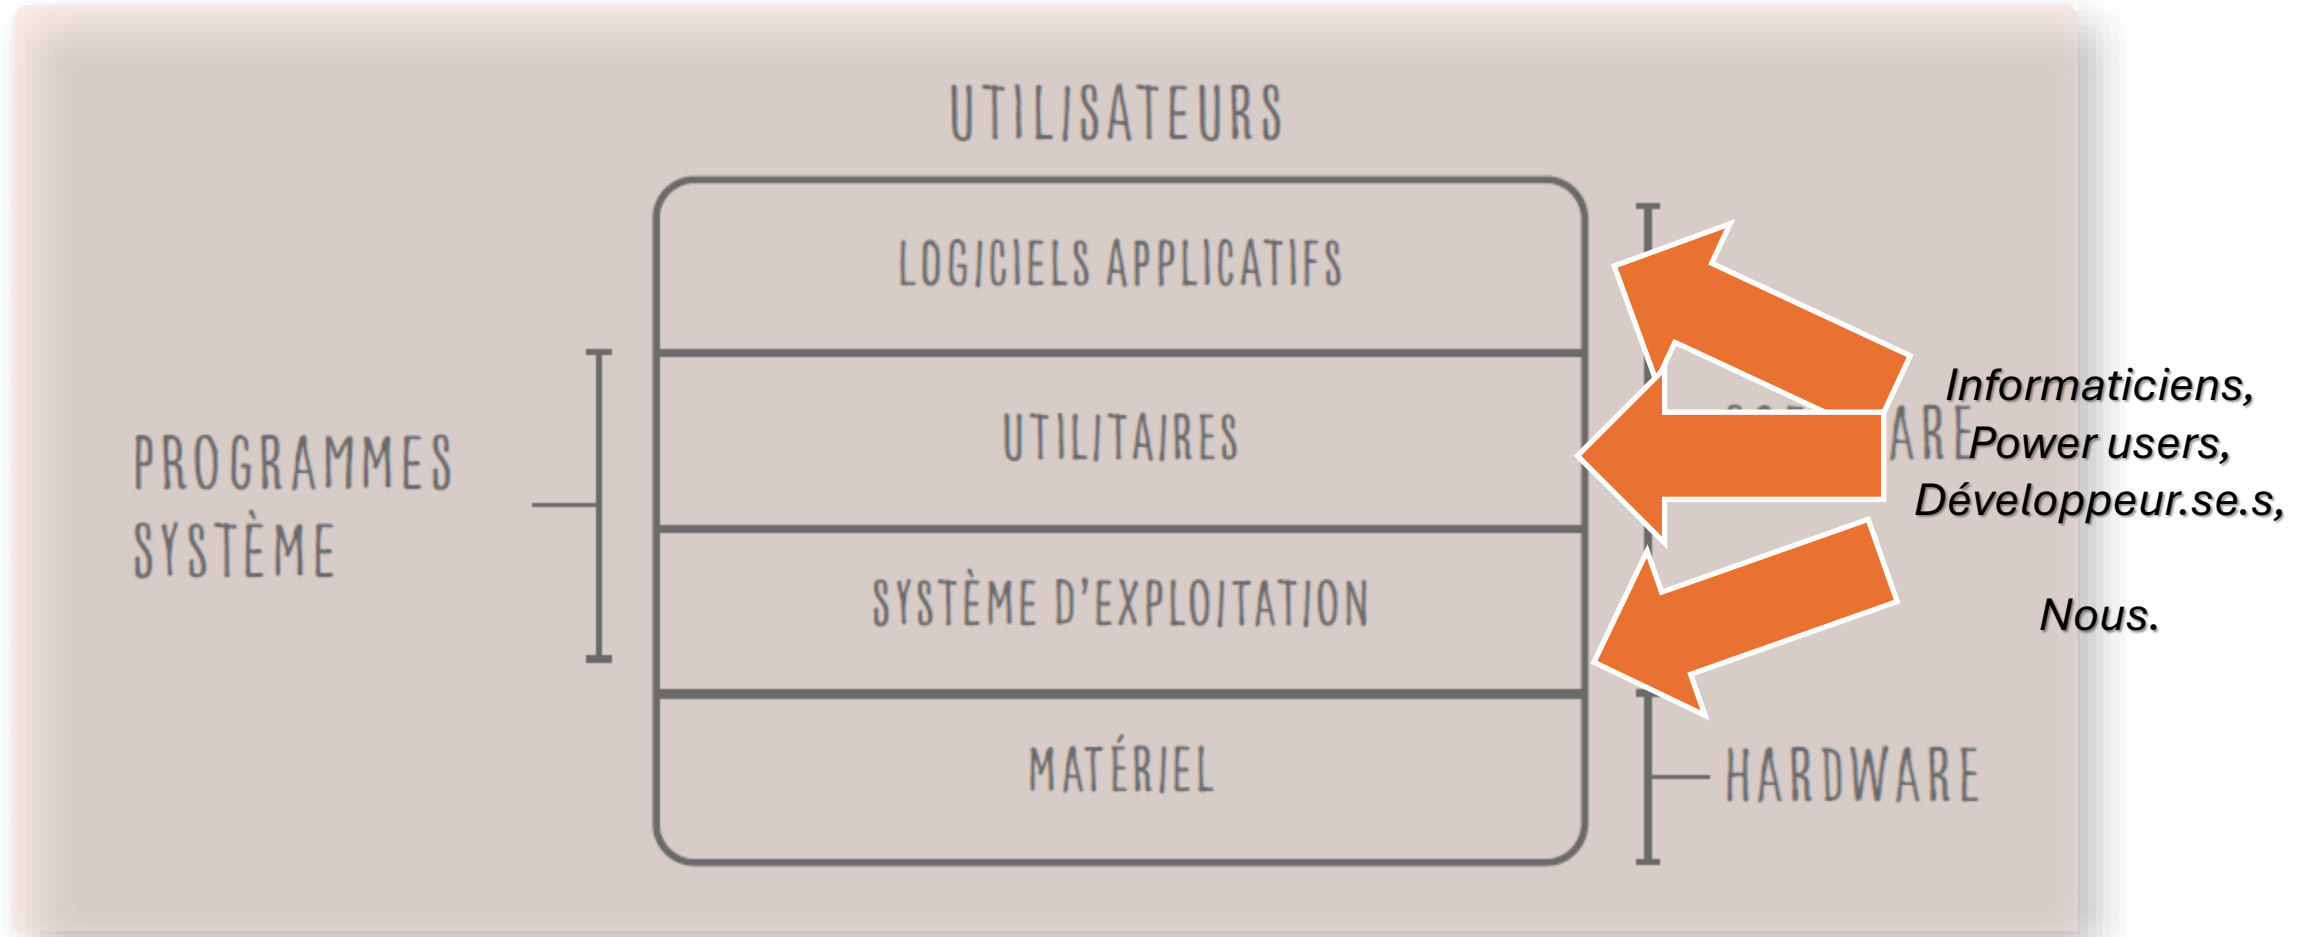 UTILISATEURS
LOGICIELS APPLICATIFS
UTILITAIRES
SYSTÈME D'EXPLOITATION
MATÉRIEL
PROGRAMMES
SYSTÈME
HARDWARE
Informaticiens,
Power users,
Développeur.se.s,
Nous.